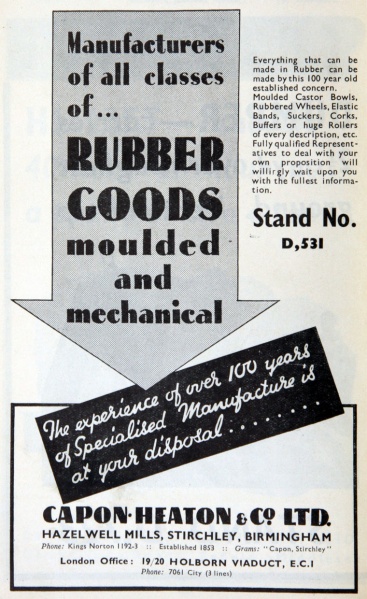 Manufacturers
of all classes
of...
RUBBER
GOODS
moulded
and
mechanical
Everything that can be
made in Rubber can be
made by this 100 year old
established concern.
Moulded Castor Bowls,
Rubbered Wheels, Elastic
Bands, Suckers, Corks,
Buffers or huge Rollers
of every description, etc.
Fully qualified Represent-
atives to deal with your
own proposition will
willirgly wait upon you
with the fullest informa-
tion.
Stand No.
D,531
The experience of over 100 years
of Specialised Manufacture is
at your disposal........
CAPON-HEATON & Co LTD.
HAZELWELL MILLS, STIRCHLEY, BIRMINGHAM
Phone: Kings Norton 1192-3 :: Established 1853 :: Grams: "Capon, Stirchley"
London Office : 19/20 HOLBORN VIADUCT, E.C.1
Phone: 7061 City (3 lines)